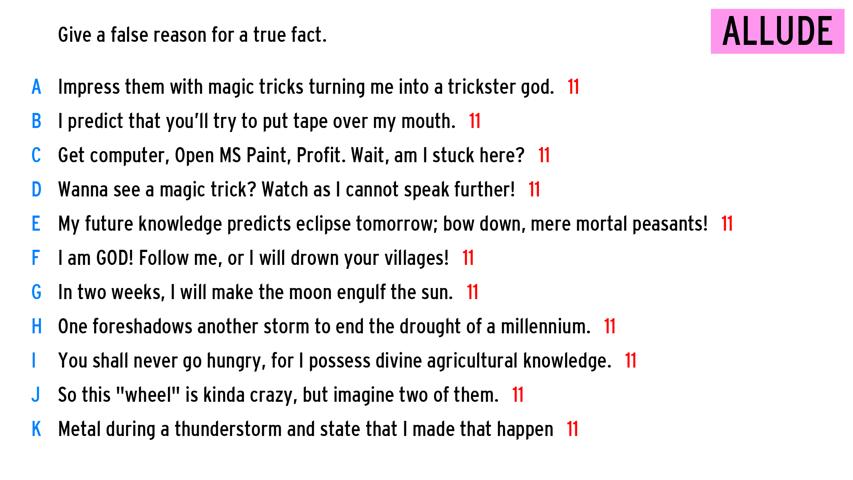 Give a false reason for a true fact.
ALLUDE
A Impress them with magic tricks turning me into a trickster god. 11
B I predict that you'll try to put tape over my mouth. 11
C Get computer, Open MS Paint, Profit. Wait, am I stuck here? 11
D Wanna see a magic trick? Watch as I cannot speak further! 11
E My future knowledge predicts eclipse tomorrow; bow down, mere mortal peasants! 11
F I am GOD! Follow me, or I will drown your villages! 11
G In two weeks, I will make the moon engulf the sun. 11
H One foreshadows another storm to end the drought of a millennium. 11
I You shall never go hungry, for I possess divine agricultural knowledge. 11
J So this "wheel" is kinda crazy, but imagine two of them. 11
K Metal during a thunderstorm and state that I made that happen 11